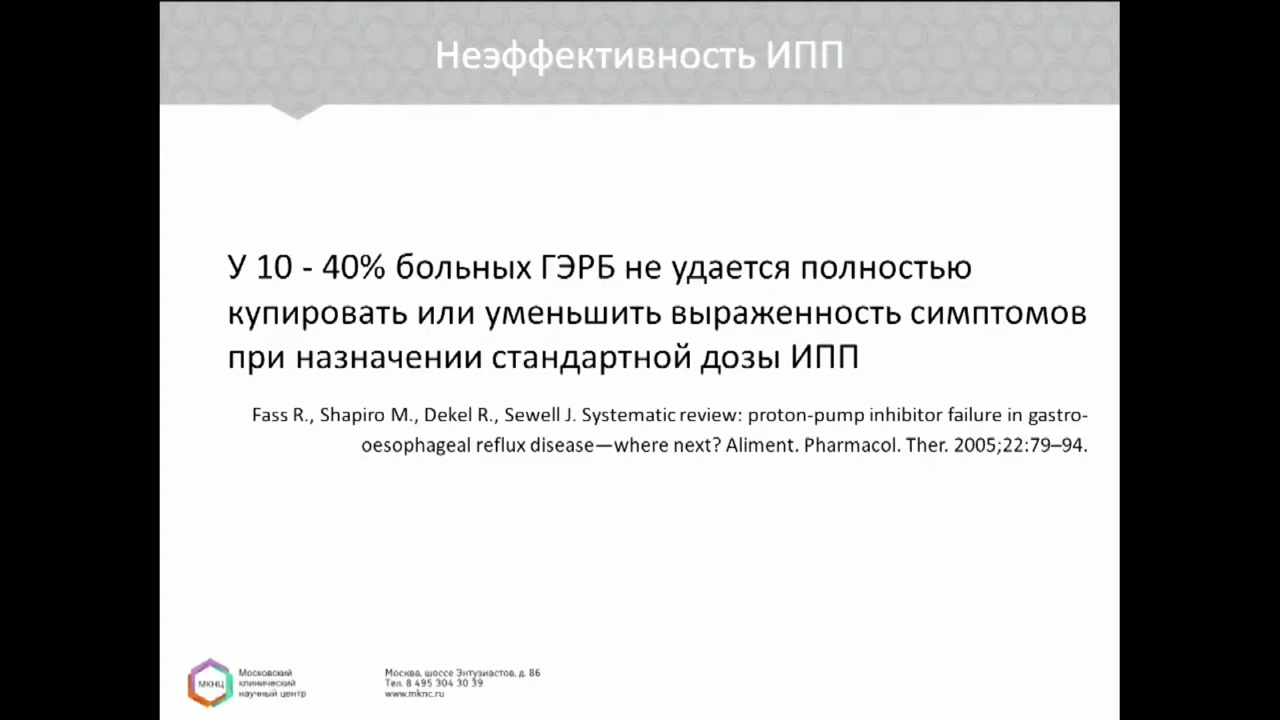 Неэффективность ИПП
У 10 - 40% больных ГЭРБ не удается полностью
купировать или уменьшить выраженность симптомов
при назначении стандартной дозы ИПП
Fass R., Shapiro M., Dekel R., Sewell J. Systematic review: proton-pump inhibitor failure in gastro-
oesophageal reflux disease—where next? Aliment. Pharmacol. Ther. 2005;22:79–94.
МКНЦ
Московский
клинический
научный центр
Москва, шоссе Энтузиастов, д. 86
Тел. 8 495 304 30 39
www.mknc.ru